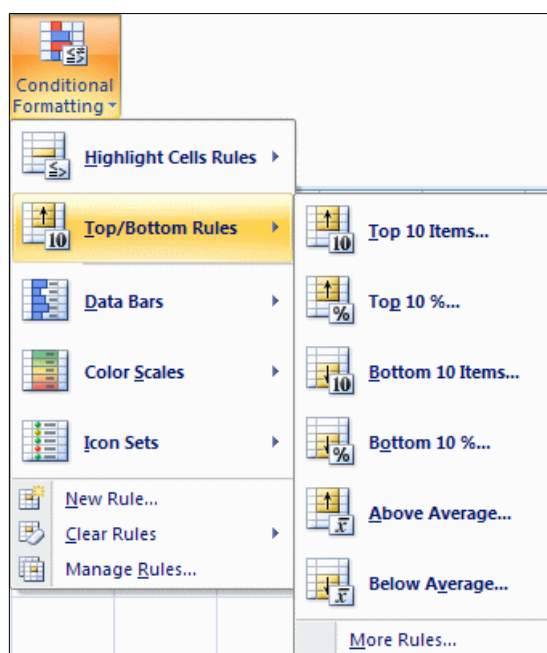 Conditional
Formatting
Highlight Cells Rules
Top/Bottom Rules
Data Bars
Color Scales
Icon Sets
New Rule...
Clear Rules
Manage Rules...
Top 10 Items...
Top 10 %...
Bottom 10 Items...
Bottom 10 %...
Above Average...
Below Average...
More Rules...